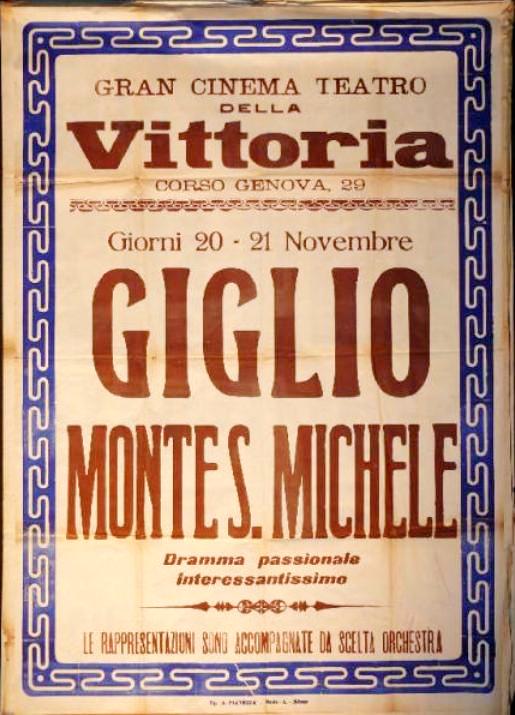 GRAN CINEMA TEATRO
DELLA
Vittoria
CORSO GENOVA, 29
Giorni 20 - 21 Novembre
GIGLIO
MONTE S. MICHELE
Dramma passionale
interessantissimo
LE RAPPRESENTAZIONI SONO ACCOMPAGNATE DA SCELTA ORCHESTRA